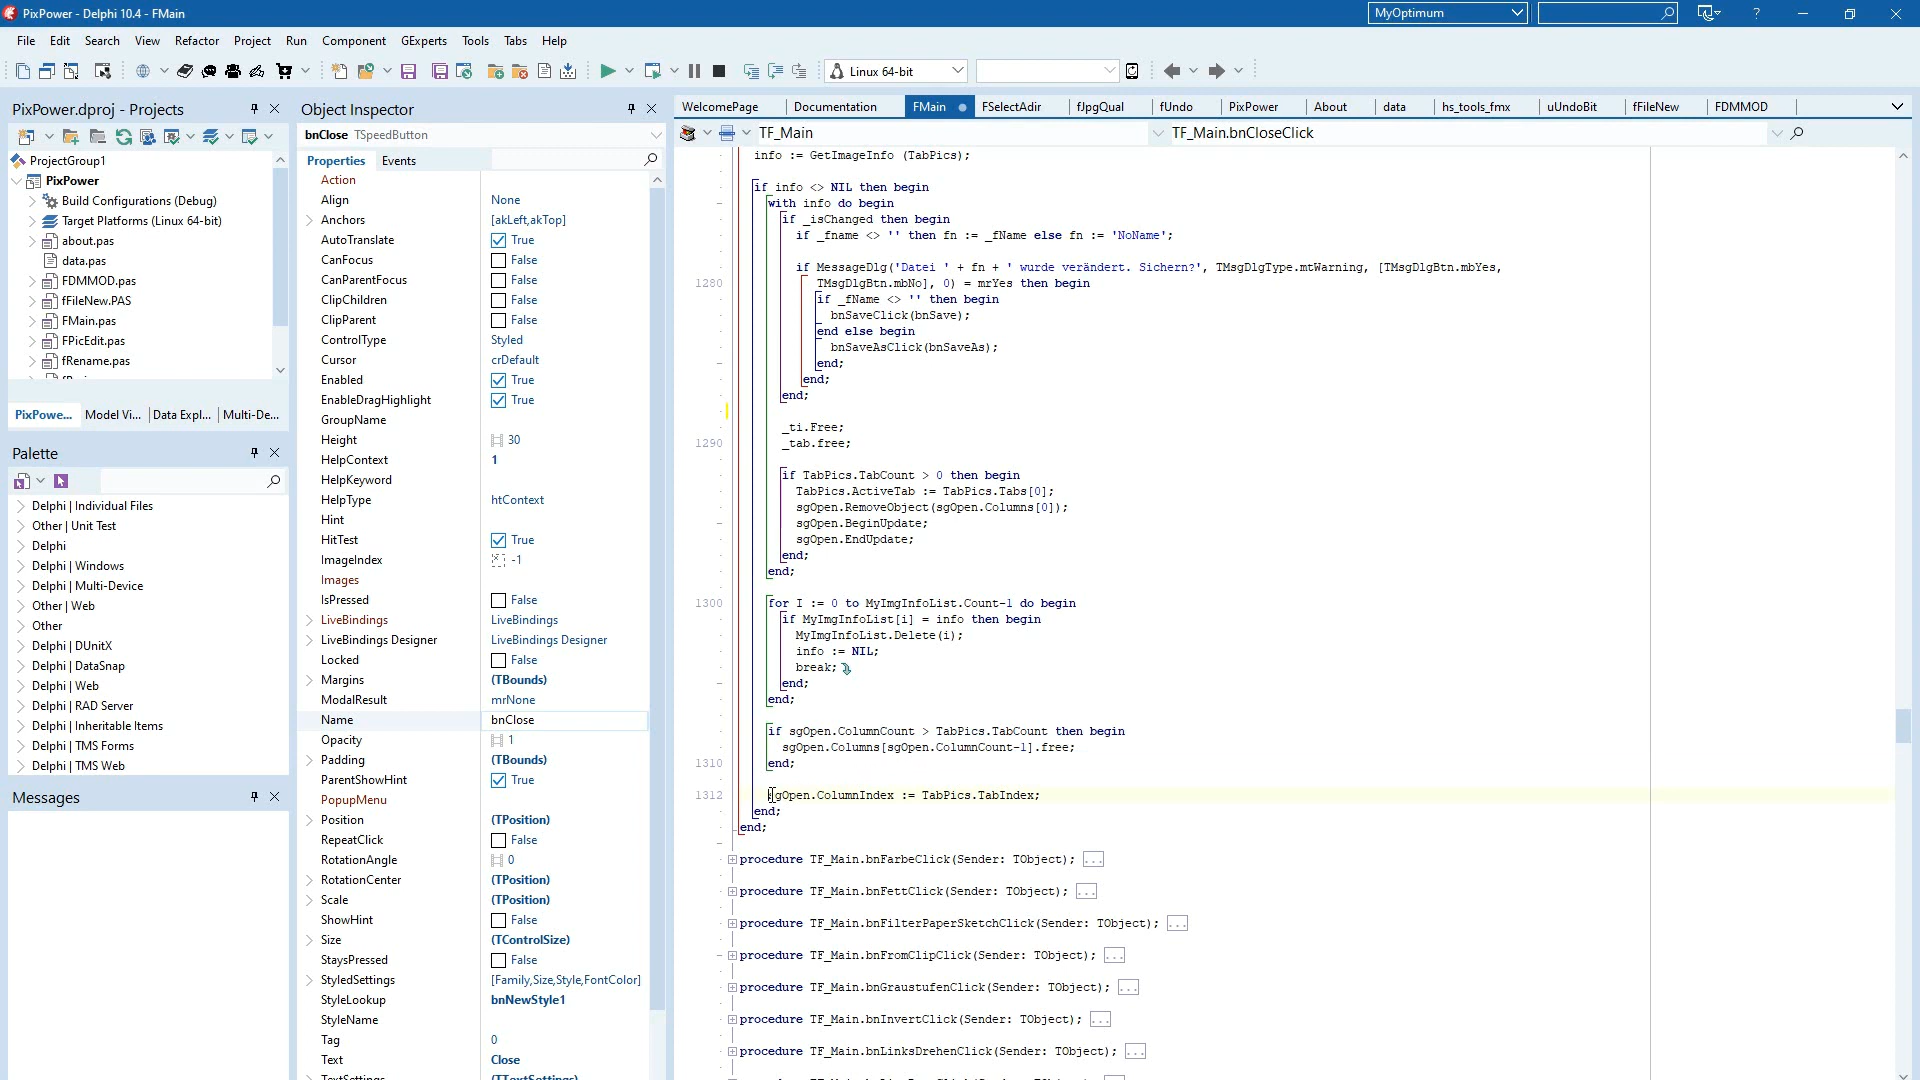 PixPower - Delphi 10.4 - FMain
MyOptimum
File Edit Search View Refactor Project Run Component GExperts Tools Tabs Help
Linux 64-bit
PixPower.dproj - Projects
ProjectGroup1
PixPower
Build Configurations (Debug)
Target Platforms (Linux 64-bit)
about.pas
data.pas
FDMMOD.pas
fFileNew.PAS
FMain.pas
FPicEdit.pas
fRename.pas
PixPowe... Model Vi... Data Expl... Multi-De...
Palette
Delphi | Individual Files
Other | Unit Test
Delphi
Delphi | Windows
Delphi | Multi-Device
Other | Web
Other
Delphi | DUnitX
Delphi | DataSnap
Delphi | Web
Delphi | RAD Server
Delphi | Inheritable Items
Delphi | TMS Forms
Delphi | TMS Web
Messages
Object Inspector
bnClose TSpeedButton
Properties Events
Action
Align None
Anchors [akLeft,akTop]
AutoTranslate True
CanFocus False
CanParentFocus False
ClipChildren False
ClipParent False
ControlType Styled
Cursor crDefault
Enabled True
EnableDragHighlight True
GroupName
Height 30
HelpContext 1
HelpKeyword
HelpType htContext
Hint
HitTest True
ImageIndex -1
Images
IsPressed False
LiveBindings LiveBindings
LiveBindings Designer LiveBindings Designer
Locked False
Margins (TBounds)
ModalResult mrNone
Name bnClose
Opacity 1
Padding (TBounds)
ParentShowHint True
PopupMenu
Position (TPosition)
RepeatClick False
RotationAngle 0
RotationCenter (TPosition)
Scale (TPosition)
ShowHint False
Size (TControlSize)
StaysPressed False
StyledSettings [Family,Size,Style,FontColor]
StyleLookup bnNewStyle1
StyleName
Tag 0
Text Close
TextSettings (TTextSettings)
WelcomePage Documentation FMain FSelectAdir fJpgQual fUndo PixPower About data hs_tools_fmx uUndoBit fFileNew FDMMOD
TF_Main TF_Main.bnCloseClick
info := GetImageInfo (TabPics);
if info <> NIL then begin
with info do begin
if _isChanged then begin
if _fname <> '' then fn := _fName else fn := 'NoName';
if MessageDlg('Datei ' + fn + ' wurde verändert. Sichern?', TMsgDlgType.mtWarning, [TMsgDlgBtn.mbYes,
1280 TMsgDlgBtn.mbNo], 0) = mrYes then begin
if _fName <> '' then begin
bnSaveClick(bnSave);
end else begin
bnSaveAsClick(bnSaveAs);
end;
end;
end;
_ti.Free;
1290 _tab.free;
if TabPics.TabCount > 0 then begin
TabPics.ActiveTab := TabPics.Tabs[0];
sgOpen.RemoveObject(sgOpen.Columns[0]);
sgOpen.BeginUpdate;
sgOpen.EndUpdate;
end;
end;
1300 for I := 0 to MyImgInfoList.Count-1 do begin
if MyImgInfoList[i] = info then begin
MyImgInfoList.Delete(i);
info := NIL;
break;
end;
end;
if sgOpen.ColumnCount > TabPics.TabCount then begin
sgOpen.Columns[sgOpen.ColumnCount-1].free;
1310 end;
1312 sgOpen.ColumnIndex := TabPics.TabIndex;
end;
end;
procedure TF_Main.bnFarbeClick(Sender: TObject); ...
procedure TF_Main.bnFettClick(Sender: TObject); ...
procedure TF_Main.bnFilterPaperSketchClick(Sender: TObject); ...
procedure TF_Main.bnFromClipClick(Sender: TObject); ...
procedure TF_Main.bnGraustufenClick(Sender: TObject); ...
procedure TF_Main.bnInvertClick(Sender: TObject); ...
procedure TF_Main.bnLinksDrehenClick(Sender: TObject); ...